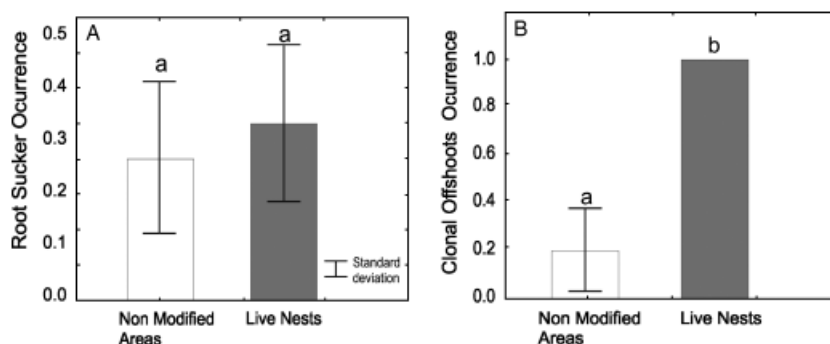 A
Root Sucker Ocurrence
0.5
0.4
0.3
0.2
0.1
0.0
a
a
Standard
deviation
Non Modified
Areas
Live Nests
B
Clonal Offshoots Ocurrence
1.0
0.8
0.6
0.4
0.2
0.0
a
b
Non Modified
Areas
Live Nests